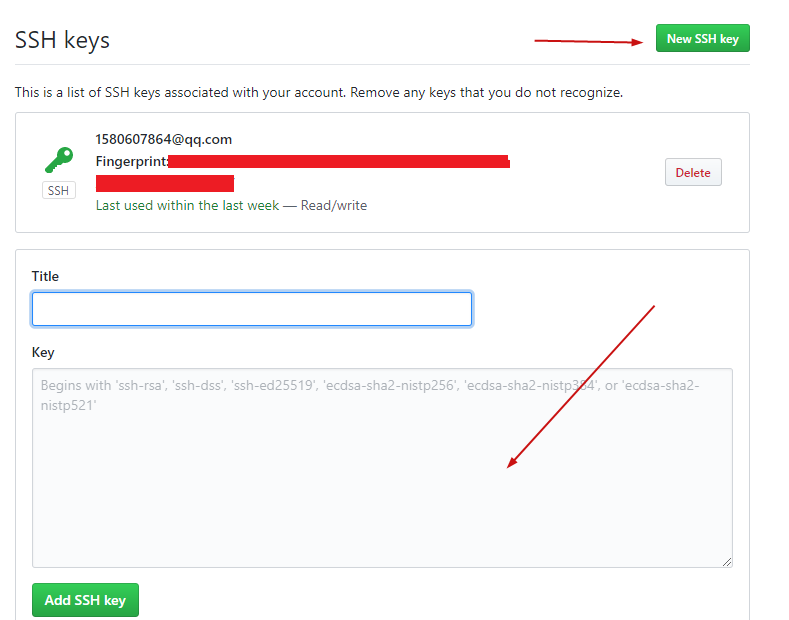 SSH keys
New SSH key
This is a list of SSH keys associated with your account. Remove any keys that you do not recognize.
1580607864@qq.com
Fingerprint:
SSH
Delete
Last used within the last week — Read/write
Title
Key
Begins with 'ssh-rsa', 'ssh-dss', 'ssh-ed25519', 'ecdsa-sha2-nistp256', 'ecdsa-sha2-nistp384', or 'ecdsa-sha2-
nistp521'
Add SSH key